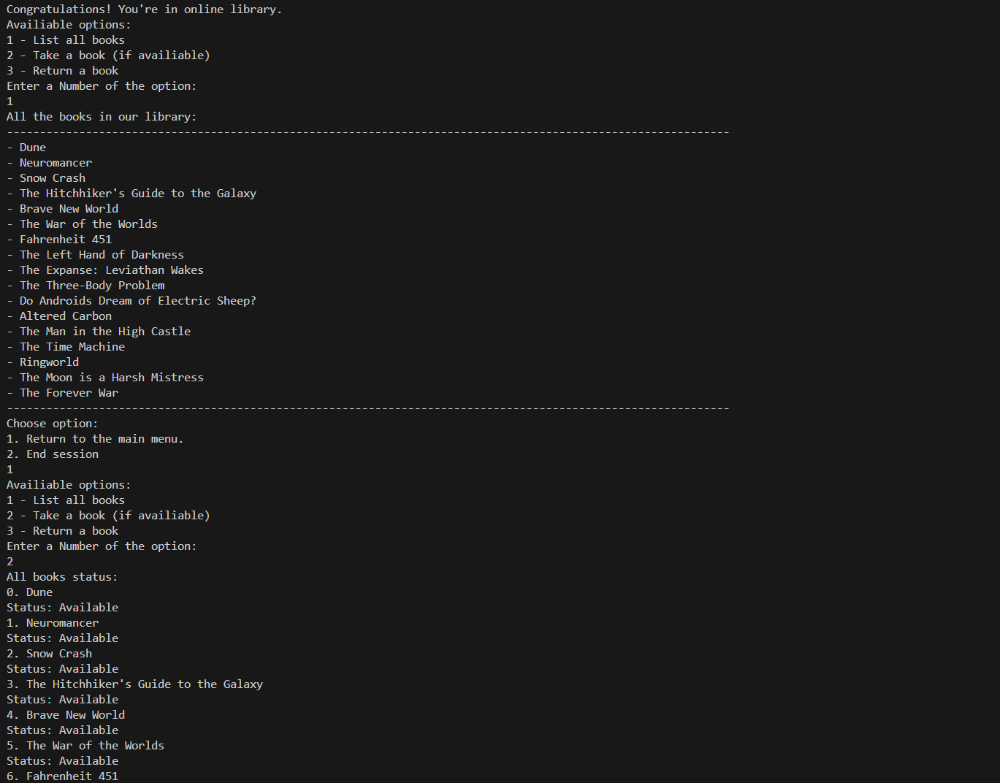 Congratulations! You're in online library.
Availiable options:
1 - List all books
2 - Take a book (if availiable)
3 - Return a book
Enter a Number of the option:
1
All the books in our library:
--------------------------------------------------------------------------------------------------------------
- Dune
- Neuromancer
- Snow Crash
- The Hitchhiker's Guide to the Galaxy
- Brave New World
- The War of the Worlds
- Fahrenheit 451
- The Left Hand of Darkness
- The Expanse: Leviathan Wakes
- The Three-Body Problem
- Do Androids Dream of Electric Sheep?
- Altered Carbon
- The Man in the High Castle
- The Time Machine
- Ringworld
- The Moon is a Harsh Mistress
- The Forever War
--------------------------------------------------------------------------------------------------------------
Choose option:
1. Return to the main menu.
2. End session
1
Availiable options:
1 - List all books
2 - Take a book (if availiable)
3 - Return a book
Enter a Number of the option:
2
All books status:
0. Dune
Status: Available
1. Neuromancer
Status: Available
2. Snow Crash
Status: Available
3. The Hitchhiker's Guide to the Galaxy
Status: Available
4. Brave New World
Status: Available
5. The War of the Worlds
Status: Available
6. Fahrenheit 451